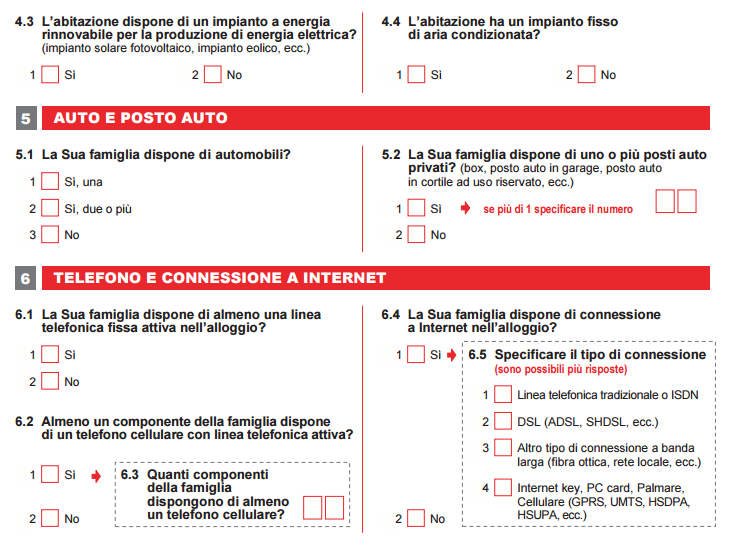 4.3 L'abitazione dispone di un impianto a energia
rinnovabile per la produzione di energia elettrica?
(impianto solare fotovoltaico, impianto eolico, ecc.)
1 Sì 2 No
4.4 L'abitazione ha un impianto fisso
di aria condizionata?
1 Sì 2 No
5 AUTO E POSTO AUTO
5.1 La Sua famiglia dispone di automobili?
1 Sì, una
2 Sì, due o più
3 No
5.2 La Sua famiglia dispone di uno o più posti auto
privati? (box, posto auto in garage, posto auto
in cortile ad uso riservato, ecc.)
1 Sì se più di 1 specificare il numero
2 No
6 TELEFONO E CONNESSIONE A INTERNET
6.1 La Sua famiglia dispone di almeno una linea
telefonica fissa attiva nell'alloggio?
1 Sì
2 No
6.2 Almeno un componente della famiglia dispone
di un telefono cellulare con linea telefonica attiva?
1 Sì
6.3 Quanti componenti
della famiglia
dispongono di almeno
un telefono cellulare?
2 No
6.4 La Sua famiglia dispone di connessione
a Internet nell'alloggio?
1 Sì
6.5 Specificare il tipo di connessione
(sono possibili più risposte)
1 Linea telefonica tradizionale o ISDN
2 DSL (ADSL, SHDSL, ecc.)
3 Altro tipo di connessione a banda
larga (fibra ottica, rete locale, ecc.)
4 Internet key, PC card, Palmare,
Cellulare (GPRS, UMTS, HSDPA,
HSUPA, ecc.)
2 No